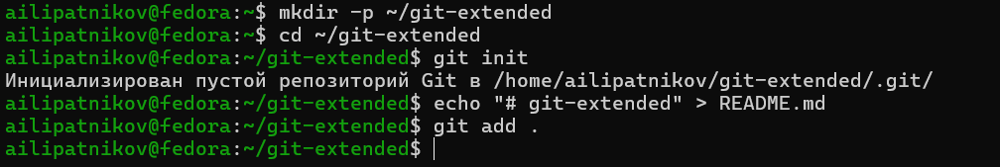 ailipatnikov@fedora:~$ mkdir -p ~/git-extended
ailipatnikov@fedora:~$ cd ~/git-extended
ailipatnikov@fedora:~/git-extended$ git init
Инициализирован пустой репозиторий Git в /home/ailipatnikov/git-extended/.git/
ailipatnikov@fedora:~/git-extended$ echo "# git-extended" > README.md
ailipatnikov@fedora:~/git-extended$ git add .
ailipatnikov@fedora:~/git-extended$